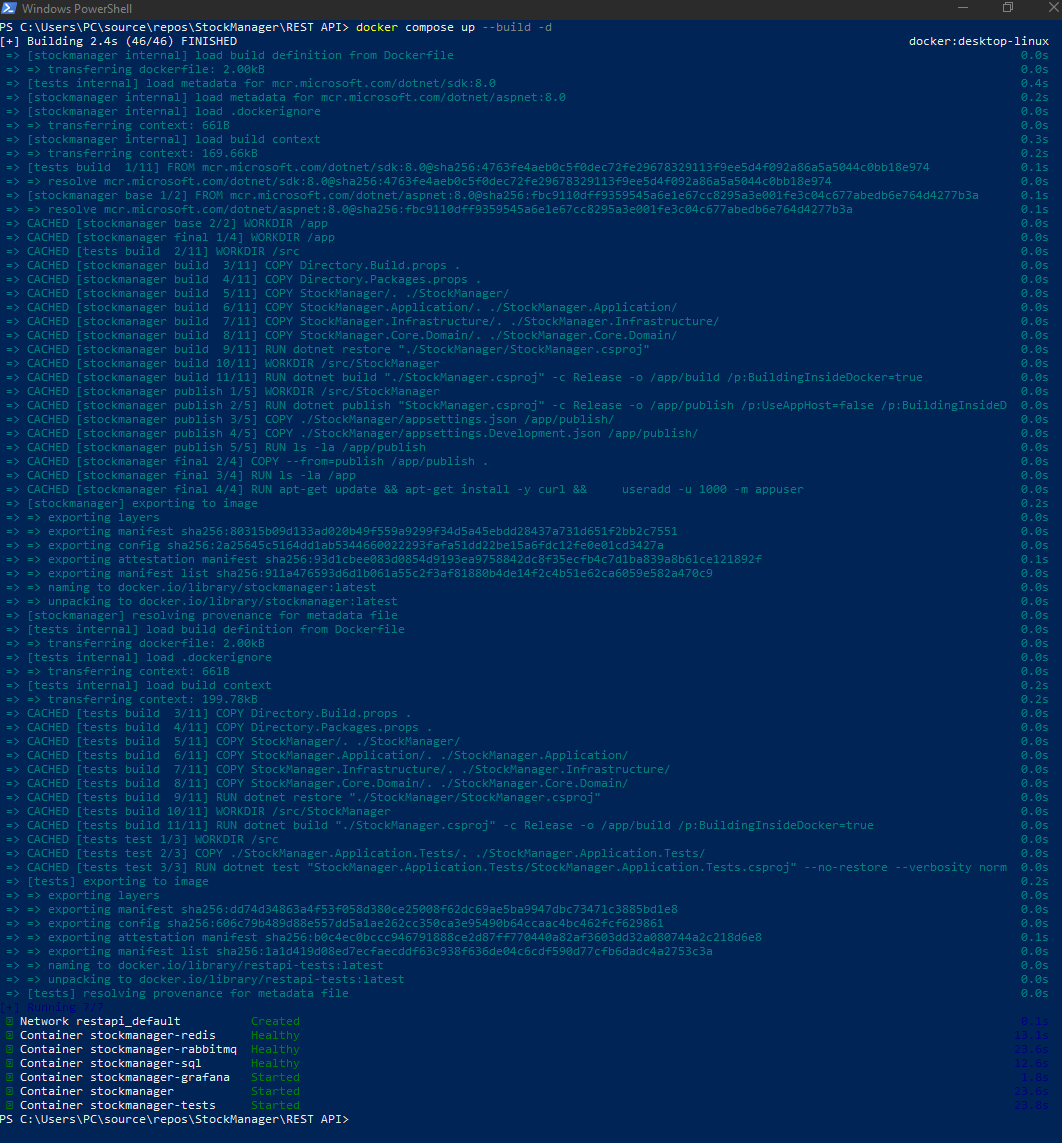 Windows PowerShell
PS C:\Users\PC\source\repos\StockManager\REST API> docker compose up --build -d
[+] Building 2.4s (46/46) FINISHED docker:desktop-linux
=> [stockmanager internal] load build definition from Dockerfile 0.0s
=> => transferring dockerfile: 2.00kB 0.0s
=> [tests internal] load metadata for mcr.microsoft.com/dotnet/sdk:8.0 0.4s
=> [stockmanager internal] load metadata for mcr.microsoft.com/dotnet/aspnet:8.0 0.2s
=> [stockmanager internal] load .dockerignore 0.0s
=> => transferring context: 661B 0.0s
=> [stockmanager internal] load build context 0.3s
=> => transferring context: 169.66kB 0.2s
=> [tests build  1/11] FROM mcr.microsoft.com/dotnet/sdk:8.0@sha256:4763fe4aeb0c5f0dec72fe29678329113f9ee5d4f092a86a5a5044c0bb18e974 0.1s
=> => resolve mcr.microsoft.com/dotnet/sdk:8.0@sha256:4763fe4aeb0c5f0dec72fe29678329113f9ee5d4f092a86a5a5044c0bb18e974 0.0s
=> [stockmanager base 1/2] FROM mcr.microsoft.com/dotnet/aspnet:8.0@sha256:fbc9110dff9359545a6e1e67cc8295a3e001fe3c04c677abedb6e764d4277b3a 0.1s
=> => resolve mcr.microsoft.com/dotnet/aspnet:8.0@sha256:fbc9110dff9359545a6e1e67cc8295a3e001fe3c04c677abedb6e764d4277b3a 0.1s
=> CACHED [stockmanager base 2/2] WORKDIR /app 0.0s
=> CACHED [stockmanager final 1/4] WORKDIR /app 0.0s
=> CACHED [tests build  2/11] WORKDIR /src 0.0s
=> CACHED [stockmanager build  3/11] COPY Directory.Build.props . 0.0s
=> CACHED [stockmanager build  4/11] COPY Directory.Packages.props . 0.0s
=> CACHED [stockmanager build  5/11] COPY StockManager/. ./StockManager/ 0.0s
=> CACHED [stockmanager build  6/11] COPY StockManager.Application/. ./StockManager.Application/ 0.0s
=> CACHED [stockmanager build  7/11] COPY StockManager.Infrastructure/. ./StockManager.Infrastructure/ 0.0s
=> CACHED [stockmanager build  8/11] COPY StockManager.Core.Domain/. ./StockManager.Core.Domain/ 0.0s
=> CACHED [stockmanager build  9/11] RUN dotnet restore "./StockManager/StockManager.csproj" 0.0s
=> CACHED [stockmanager build 10/11] WORKDIR /src/StockManager 0.0s
=> CACHED [stockmanager build 11/11] RUN dotnet build "./StockManager.csproj" -c Release -o /app/build /p:BuildingInsideDocker=true 0.0s
=> CACHED [stockmanager publish 1/5] WORKDIR /src/StockManager 0.0s
=> CACHED [stockmanager publish 2/5] RUN dotnet publish "StockManager.csproj" -c Release -o /app/publish /p:UseAppHost=false /p:BuildingInsideD 0.0s
=> CACHED [stockmanager publish 3/5] COPY ./StockManager/appsettings.json /app/publish/ 0.0s
=> CACHED [stockmanager publish 4/5] COPY ./StockManager/appsettings.Development.json /app/publish/ 0.0s
=> CACHED [stockmanager publish 5/5] RUN ls -la /app/publish 0.0s
=> CACHED [stockmanager final 2/4] COPY --from=publish /app/publish . 0.0s
=> CACHED [stockmanager final 3/4] RUN ls -la /app 0.0s
=> CACHED [stockmanager final 4/4] RUN apt-get update && apt-get install -y curl &&     useradd -u 1000 -m appuser 0.0s
=> [stockmanager] exporting to image 0.2s
=> => exporting layers 0.0s
=> => exporting manifest sha256:80315b09d133ad020b49f559a9299f34d5a45ebdd28437a731d651f2bb2c7551 0.0s
=> => exporting config sha256:2a25645c5164dd1ab5344660022293fafa51dd22be15a6fdc12fe0e01cd3427a 0.0s
=> => exporting attestation manifest sha256:93d1cbee083d0854d9193ea9758842dc8f35ecfb4c7d1ba839a8b61ce121892f 0.1s
=> => exporting manifest list sha256:911a476593d6d1b061a55c2f3af81880b4de14f2c4b51e62ca6059e582a470c9 0.0s
=> => naming to docker.io/library/stockmanager:latest 0.0s
=> => unpacking to docker.io/library/stockmanager:latest 0.0s
=> [stockmanager] resolving provenance for metadata file 0.0s
=> [tests internal] load build definition from Dockerfile 0.0s
=> => transferring dockerfile: 2.00kB 0.0s
=> [tests internal] load .dockerignore 0.0s
=> => transferring context: 661B 0.0s
=> [tests internal] load build context 0.2s
=> => transferring context: 199.78kB 0.2s
=> CACHED [tests build  3/11] COPY Directory.Build.props . 0.0s
=> CACHED [tests build  4/11] COPY Directory.Packages.props . 0.0s
=> CACHED [tests build  5/11] COPY StockManager/. ./StockManager/ 0.0s
=> CACHED [tests build  6/11] COPY StockManager.Application/. ./StockManager.Application/ 0.0s
=> CACHED [tests build  7/11] COPY StockManager.Infrastructure/. ./StockManager.Infrastructure/ 0.0s
=> CACHED [tests build  8/11] COPY StockManager.Core.Domain/. ./StockManager.Core.Domain/ 0.0s
=> CACHED [tests build  9/11] RUN dotnet restore "./StockManager/StockManager.csproj" 0.0s
=> CACHED [tests build 10/11] WORKDIR /src/StockManager 0.0s
=> CACHED [tests build 11/11] RUN dotnet build "./StockManager.csproj" -c Release -o /app/build /p:BuildingInsideDocker=true 0.0s
=> CACHED [tests test 1/3] WORKDIR /src 0.0s
=> CACHED [tests test 2/3] COPY ./StockManager.Application.Tests/. ./StockManager.Application.Tests/ 0.0s
=> CACHED [tests test 3/3] RUN dotnet test "StockManager.Application.Tests/StockManager.Application.Tests.csproj" --no-restore --verbosity norm 0.0s
=> [tests] exporting to image 0.2s
=> => exporting layers 0.0s
=> => exporting manifest sha256:dd74d34863a4f53f058d380ce25008f62dc69ae5ba9947dbc73471c3885bd1e8 0.0s
=> => exporting config sha256:606c79b489d88e557dd5a1ae262cc350ca3e95490b64ccaac4bc462fcf629861 0.0s
=> => exporting attestation manifest sha256:b0c4ec0bccc946791888ce2d87ff770440a82af3603dd32a080744a2c218d6e8 0.1s
=> => exporting manifest list sha256:1a1d419d08ed7ecfaecddf63c938f636de04c6cdf590d77cfb6dadc4a2753c3a 0.0s
=> => naming to docker.io/library/restapi-tests:latest 0.0s
=> => unpacking to docker.io/library/restapi-tests:latest 0.0s
=> [tests] resolving provenance for metadata file 0.0s
[+] Running 7/7
Network restapi_default Created 0.1s
Container stockmanager-redis Healthy 13.1s
Container stockmanager-rabbitmq Healthy 23.6s
Container stockmanager-sql Healthy 12.6s
Container stockmanager-grafana Started 1.8s
Container stockmanager Started 23.6s
Container stockmanager-tests Started 23.8s
PS C:\Users\PC\source\repos\StockManager\REST API>